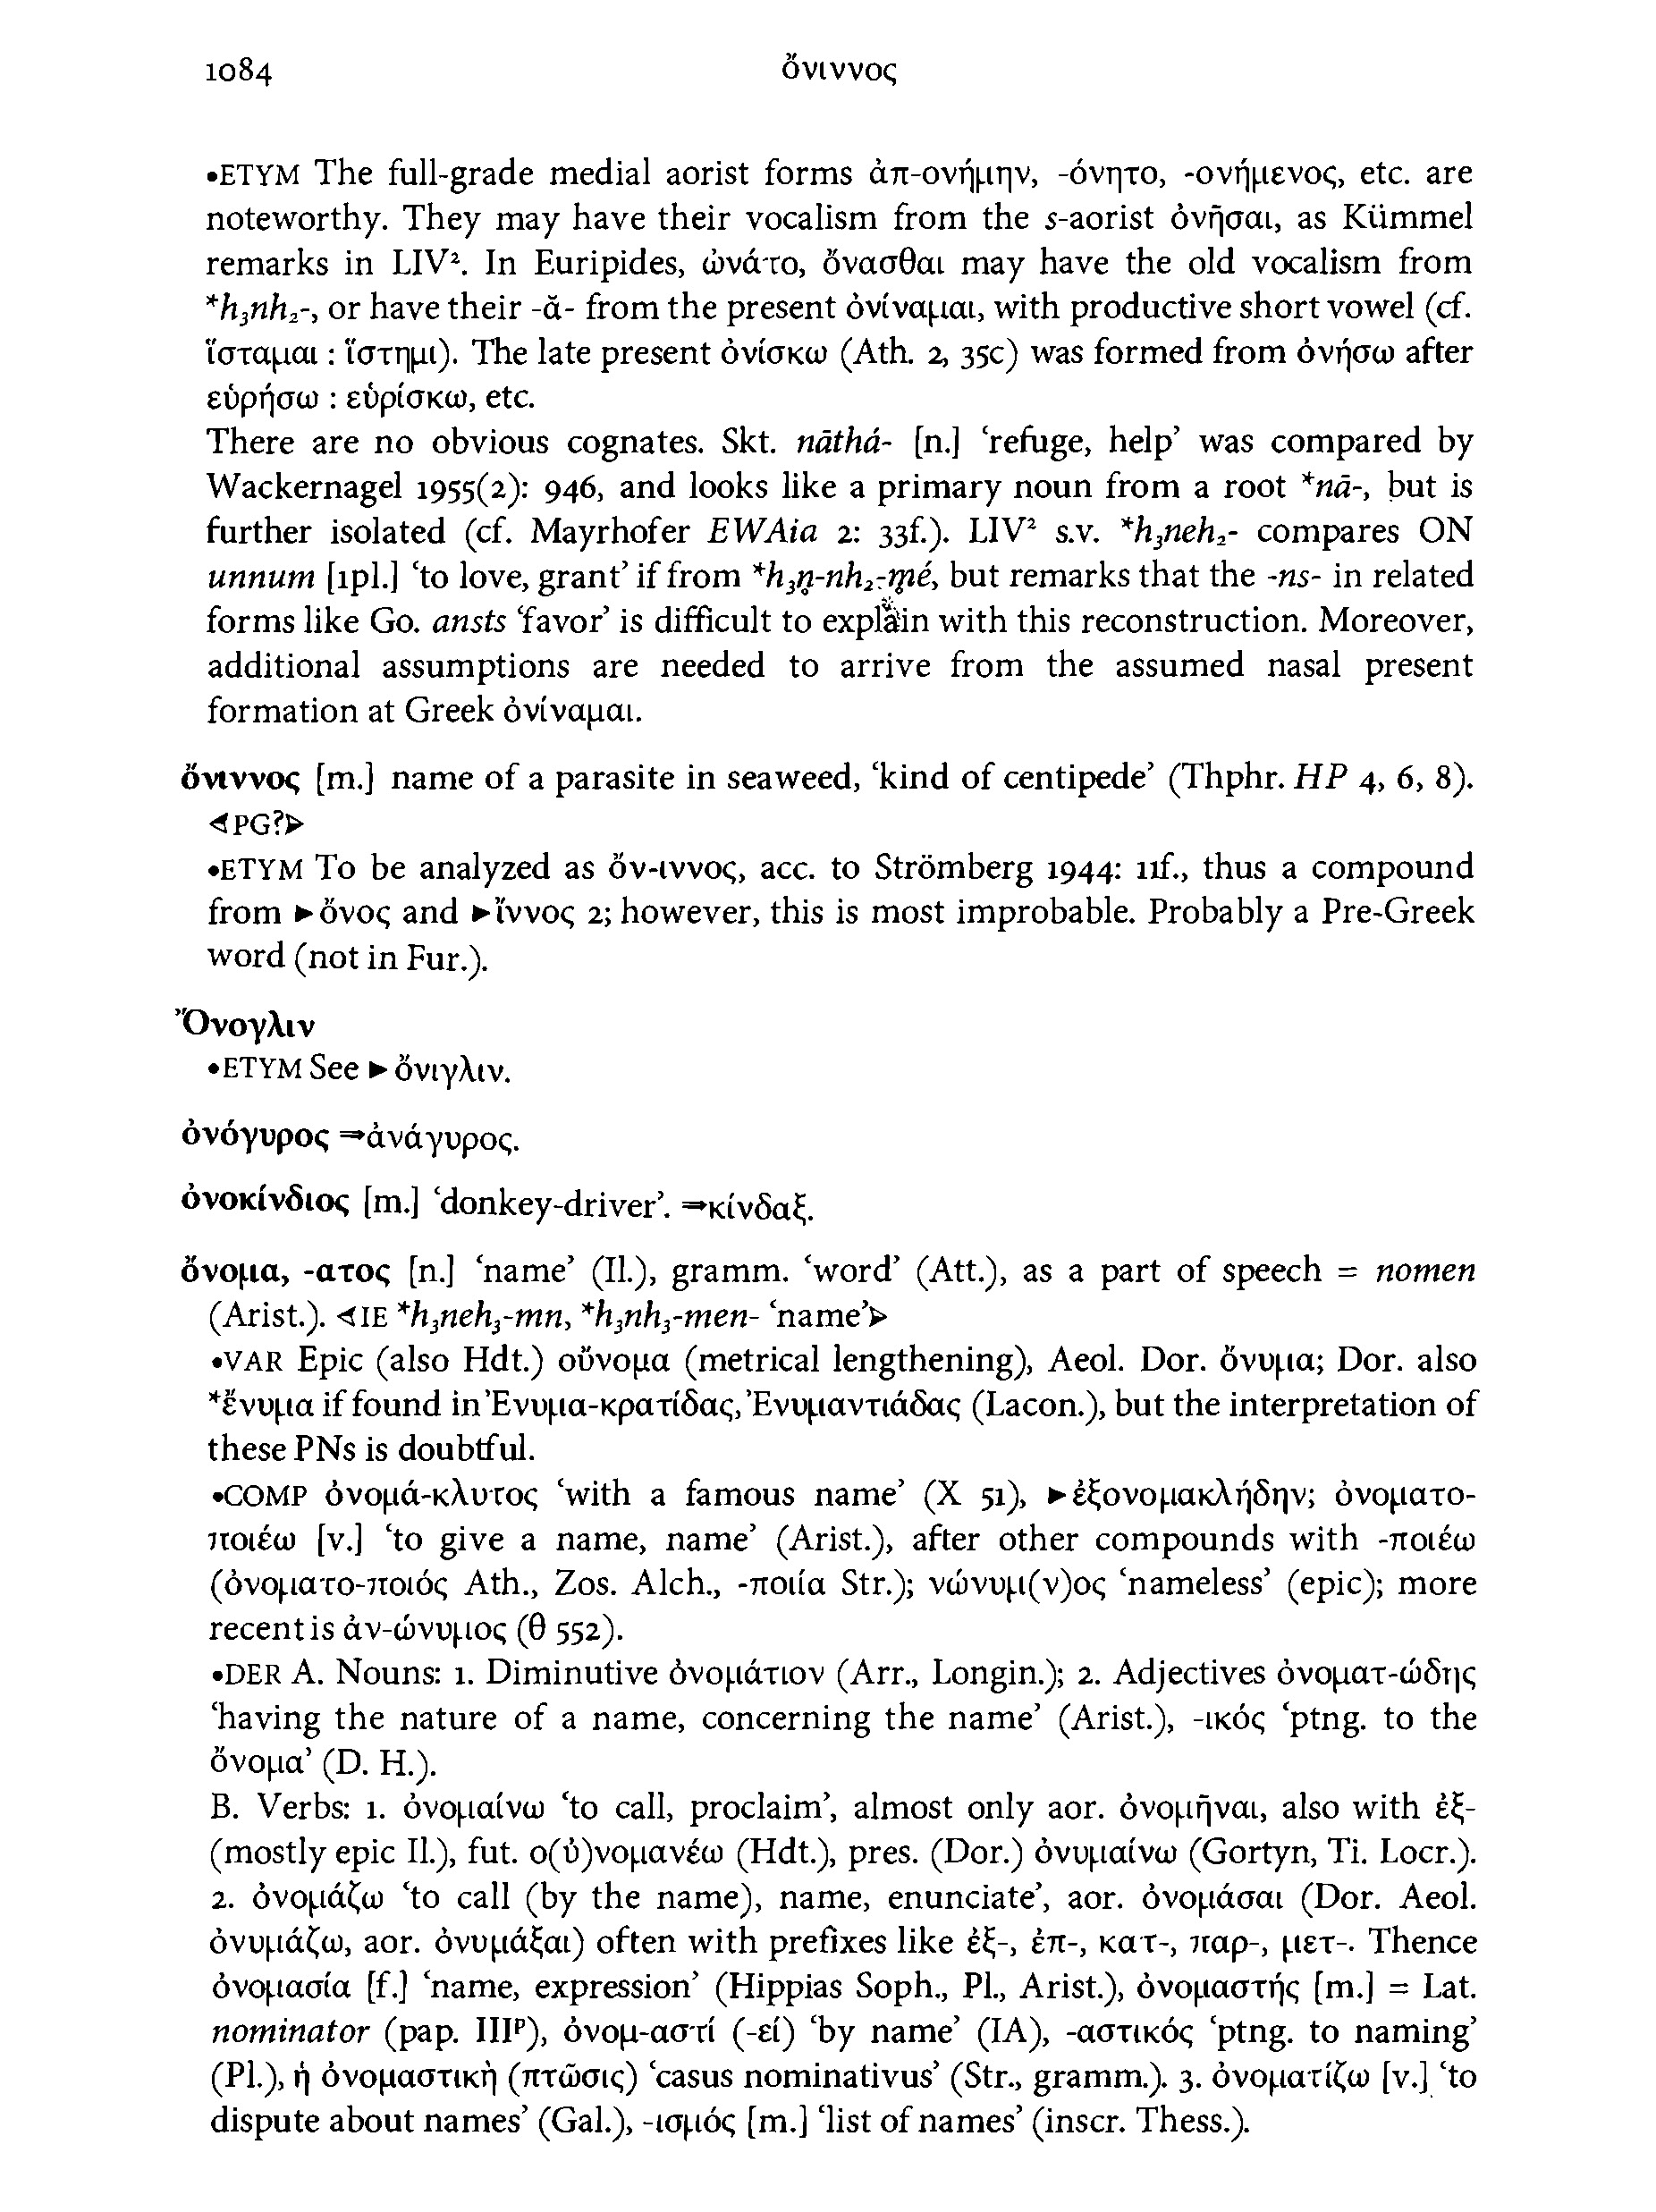 1084
ὄνιννος
•ETYM The full-grade medial aorist forms ἀπ-ονήμην, -όνητο, -ονήμενος, etc. are
noteworthy. They may have their vocalism from the s-aorist ὀνῆσαι, as Kümmel
remarks in LIV². In Euripides, ὠνάτο, ὄνασθαι may have the old vocalism from
*h₃nh₂-, or have their -ᾰ- from the present ὀνίναμαι, with productive short vowel (cf.
ἵσταμαι : ἵστημι). The late present ὀνίσκω (Ath. 2, 35c) was formed from ὀνήσω after
εὑρήσω : εὑρίσκω, etc.
There are no obvious cognates. Skt. nāthá- [n.] ‘refuge, help’ was compared by
Wackernagel 1955(2): 946, and looks like a primary noun from a root *nā-, but is
further isolated (cf. Mayrhofer EWAia 2: 33f.). LIV² s.v. *h₃neh₂- compares ON
unnum [1pl.] ‘to love, grant’ if from *h₃n̥-nh₂-m̥é, but remarks that the -ns- in related
forms like Go. ansts ‘favor’ is difficult to explain with this reconstruction. Moreover,
additional assumptions are needed to arrive from the assumed nasal present
formation at Greek ὀνίναμαι.
ὄνιννος [m.] name of a parasite in seaweed, ‘kind of centipede’ (Thphr. HP 4, 6, 8).
⊲PG?⊳
•ETYM To be analyzed as ὄν-ιννος, acc. to Strömberg 1944: 11f., thus a compound
from ►ὄνος and ►ἴννος 2; however, this is most improbable. Probably a Pre-Greek
word (not in Fur.).
Ὄνογλιν
•ETYM See ►ὄνιγλιν.
ὀνόγυρος ⇒ἀνάγυρος.
ὀνοκίνδιος [m.] ‘donkey-driver’. ⇒κίνδαξ.
ὄνομα, -ατος [n.] ‘name’ (Il.), gramm. ‘word’ (Att.), as a part of speech = nomen
(Arist.). ⊲IE *h₃neh₃-mn, *h₃nh₃-men- ‘name’⊳
•VAR Epic (also Hdt.) οὔνομα (metrical lengthening), Aeol. Dor. ὄνυμα; Dor. also
*ἔνυμα if found in Ἐνυμα-κρατίδας, Ἐνυμαντιάδας (Lacon.), but the interpretation of
these PNs is doubtful.
•COMP ὀνομά-κλυτος ‘with a famous name’ (X 51), ►ἐξονομακλήδην; ὀνοματο-
ποιέω [v.] ‘to give a name, name’ (Arist.), after other compounds with -ποιέω
(ὀνοματο-ποιός Ath., Zos. Alch., -ποιία Str.); νώνυμ(ν)ος ‘nameless’ (epic); more
recent is ἀν-ώνυμος (θ 552).
•DER A. Nouns: 1. Diminutive ὀνομάτιον (Arr., Longin.); 2. Adjectives ὀνοματ-ώδης
‘having the nature of a name, concerning the name’ (Arist.), -ικός ‘ptng. to the
ὄνομα’ (D. H.).
B. Verbs: 1. ὀνομαίνω ‘to call, proclaim’, almost only aor. ὀνομῆναι, also with ἐξ-
(mostly epic Il.), fut. ο(ὐ)νομανέω (Hdt.), pres. (Dor.) ὀνυμαίνω (Gortyn, Ti. Locr.).
2. ὀνομάζω ‘to call (by the name), name, enunciate’, aor. ὀνομάσαι (Dor. Aeol.
ὀνυμάζω, aor. ὀνυμάξαι) often with prefixes like ἐξ-, ἐπ-, κατ-, παρ-, μετ-. Thence
ὀνομασία [f.] ‘name, expression’ (Hippias Soph., Pl., Arist.), ὀνομαστής [m.] = Lat.
nominator (pap. IIIᵖ), ὀνομ-αστί (-εί) ‘by name’ (IA), -αστικός ‘ptng. to naming’
(Pl.), ἡ ὀνομαστικὴ (πτῶσις) ‘casus nominativus’ (Str., gramm.). 3. ὀνοματίζω [v.] ‘to
dispute about names’ (Gal.), -ισμός [m.] ‘list of names’ (inscr. Thess.).